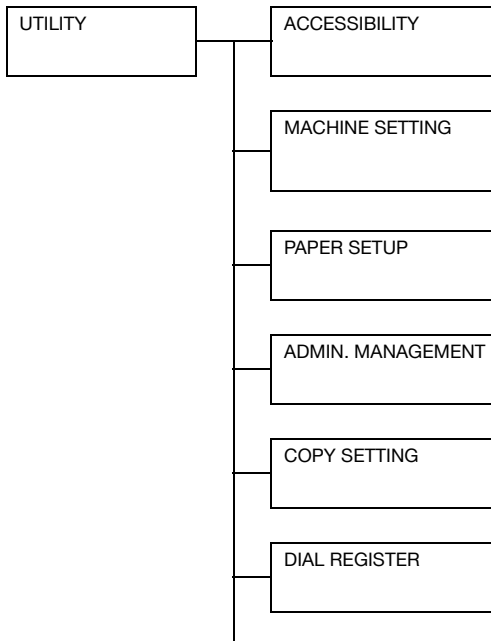 UTILITY
ACCESSIBILITY
MACHINE SETTING
PAPER SETUP
ADMIN. MANAGEMENT
COPY SETTING
DIAL REGISTER